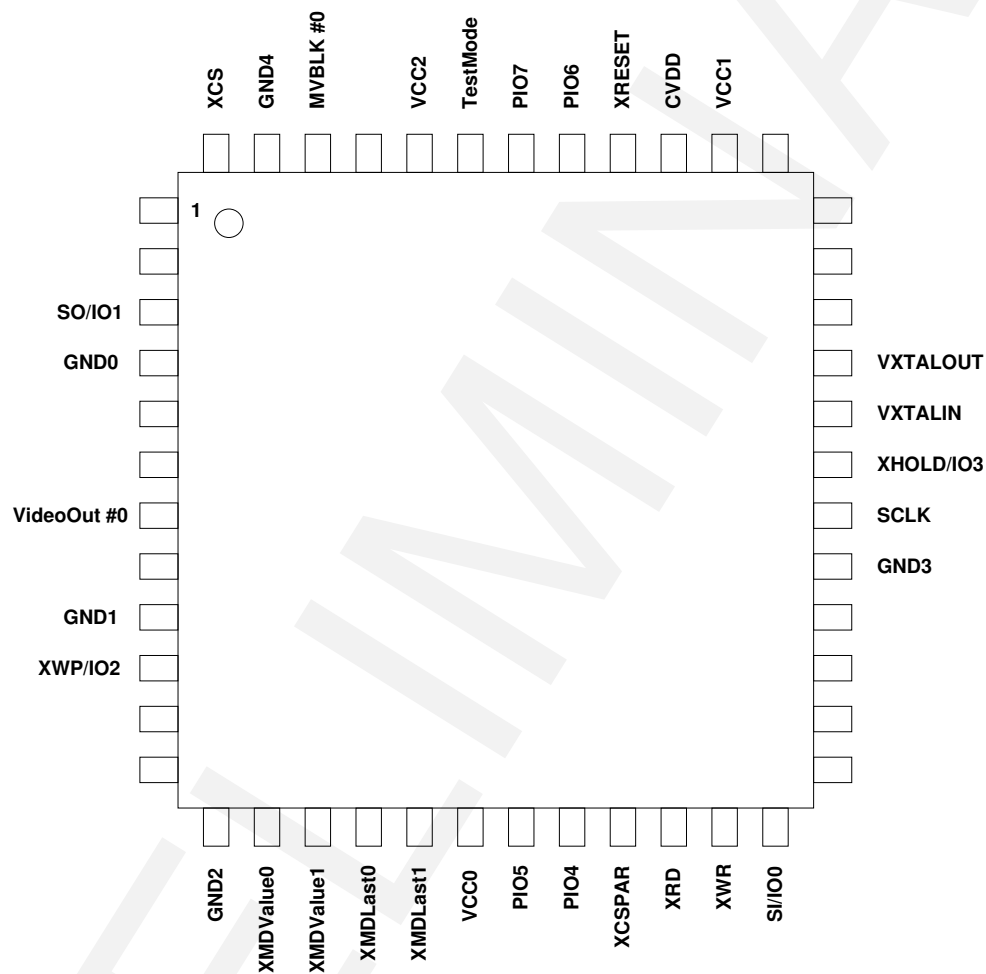 XCS
GND4
MVBLK #0
VCC2
TestMode
PIO7
PIO6
XRESET
CVDD
VCC1
1
SO/IO1
GND0
VideoOut #0
GND1
XWP/IO2
VXTALOUT
VXTALIN
XHOLD/IO3
SCLK
GND3
GND2
XMDValue0
XMDValue1
XMDLast0
XMDLast1
VCC0
PIO5
PIO4
XCSPAR
XRD
XWR
SI/IO0
ELIMINA